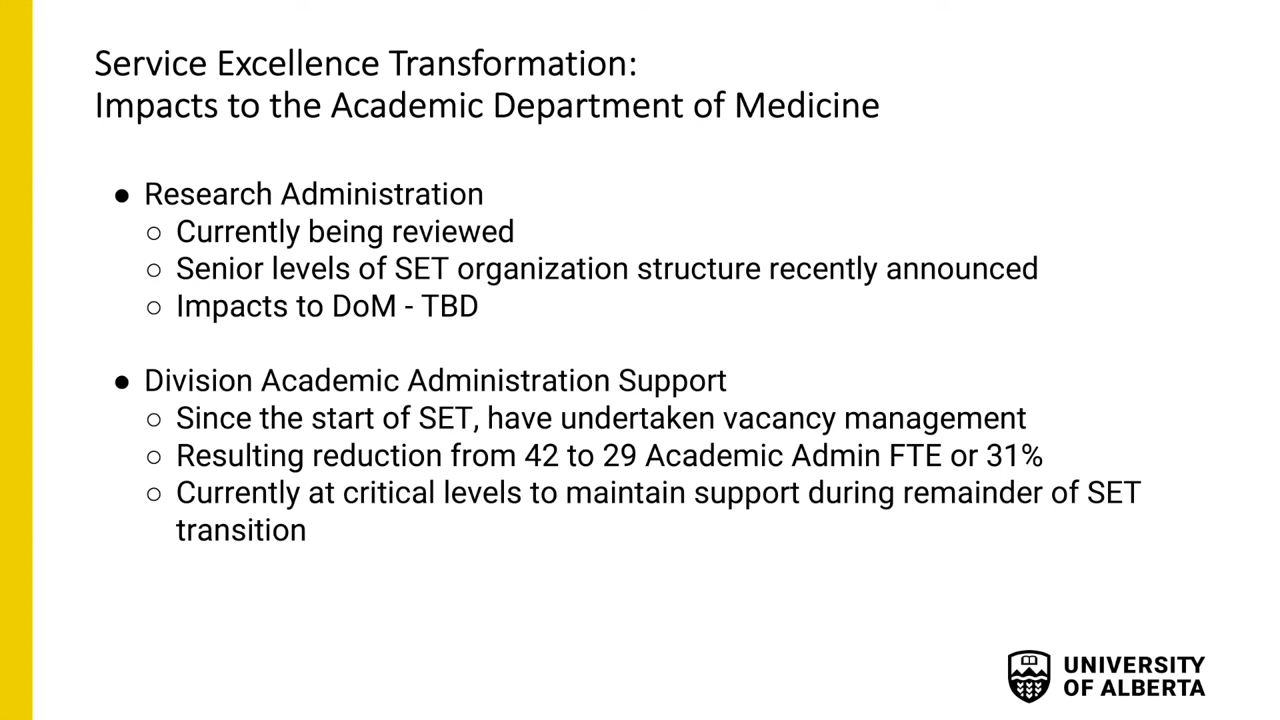 Service Excellence Transformation:
Impacts to the Academic Department of Medicine
● Research Administration
○ Currently being reviewed
○ Senior levels of SET organization structure recently announced
○ Impacts to DoM - TBD
● Division Academic Administration Support
○ Since the start of SET, have undertaken vacancy management
○ Resulting reduction from 42 to 29 Academic Admin FTE or 31%
○ Currently at critical levels to maintain support during remainder of SET
transition
UNIVERSITY
OF ALBERTA